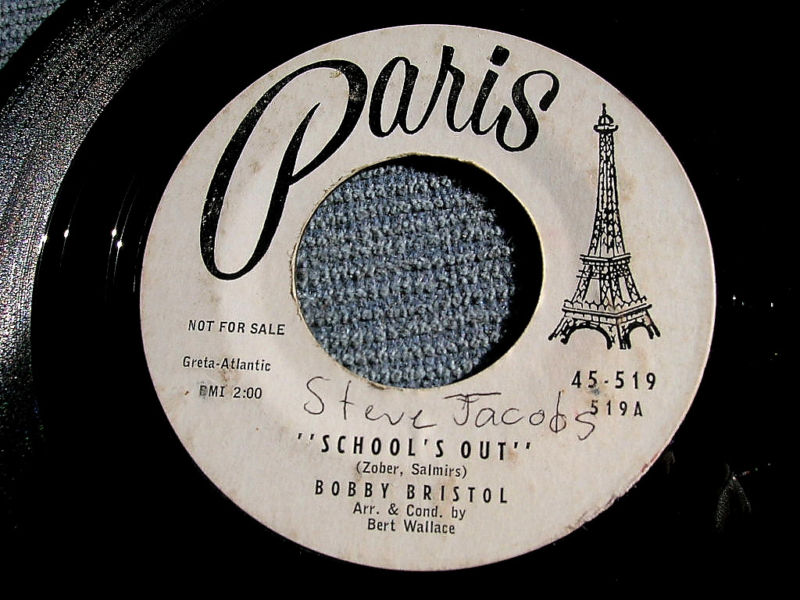 Paris
NOT FOR SALE
Greta-Atlantic
BMI 2:00
45-519
519A
Steve Jacobs
"SCHOOL'S OUT"
(Zober, Salmirs)
BOBBY BRISTOL
Arr. & Cond. by
Bert Wallace